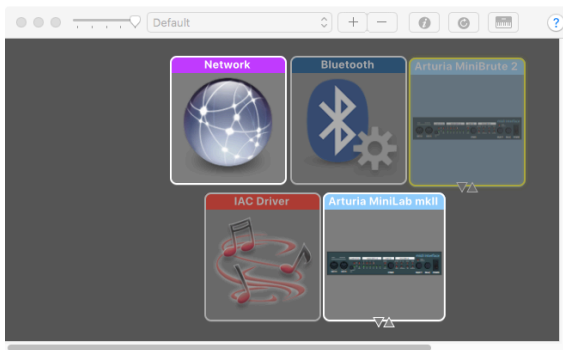 Default
?
Network
Bluetooth
Arturia MiniBrute 2
IAC Driver
Arturia MiniLab mkII